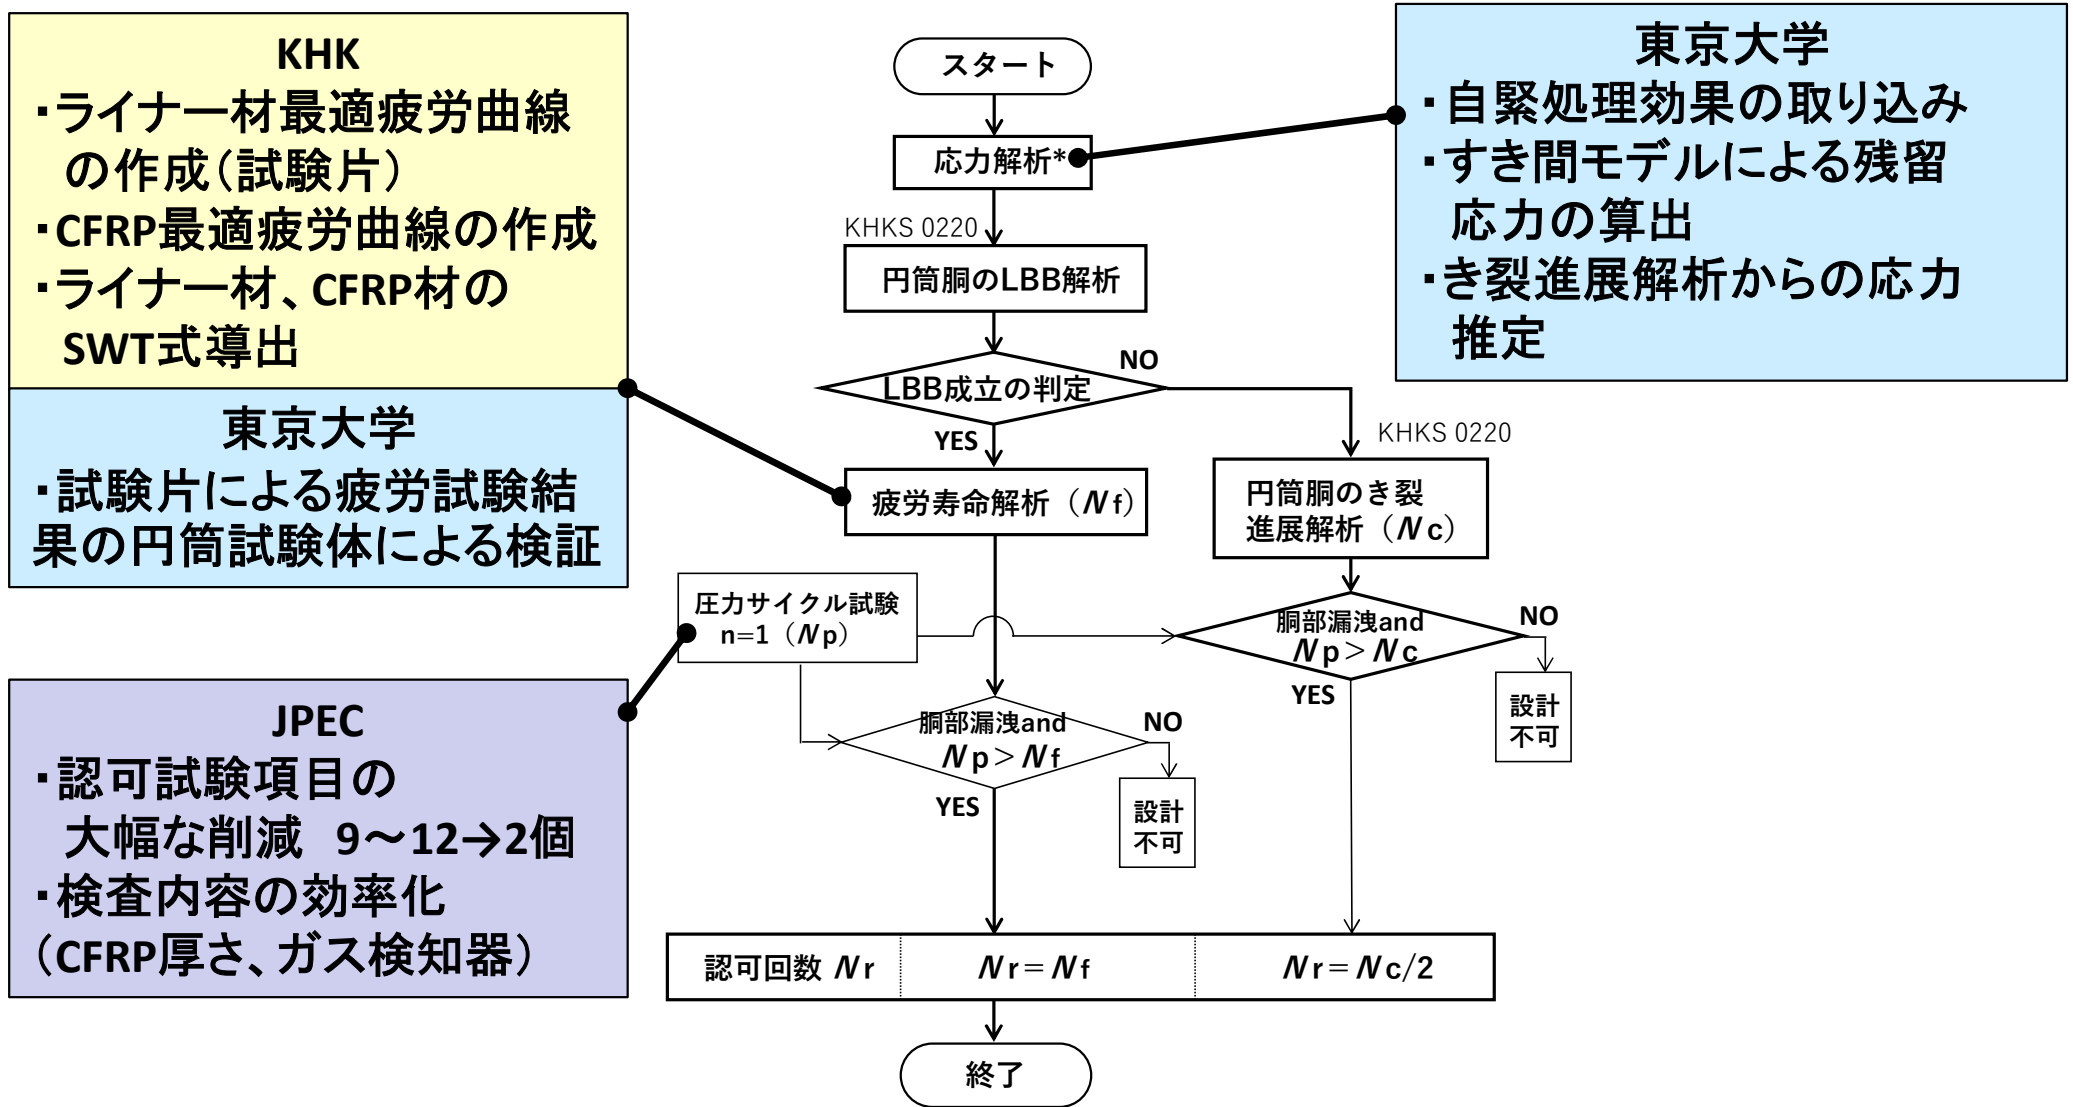 KHK
・ライナー材最適疲労曲線
の作成（試験片）
・CFRP最適疲労曲線の作成
・ライナー材、CFRP材の
SWT式導出
東京大学
・試験片による疲労試験結
果の円筒試験体による検証
JPEC
・認可試験項目の
大幅な削減　9～12→2個
・検査内容の効率化
（CFRP厚さ、ガス検知器）
スタート
応力解析*
KHKS 0220
円筒胴のLBB解析
LBB成立の判定
NO
YES
疲労寿命解析（Nf）
KHKS 0220
円筒胴のき裂
進展解析（Nc）
圧力サイクル試験
n=1（Np）
胴部漏洩and
Np＞Nc
NO
YES
設計
不可
胴部漏洩and
Np＞Nf
NO
YES
設計
不可
認可回数 Nr
Nr＝Nf
Nr＝Nc/2
終了
東京大学
・自緊処理効果の取り込み
・すき間モデルによる残留
応力の算出
・き裂進展解析からの応力
推定